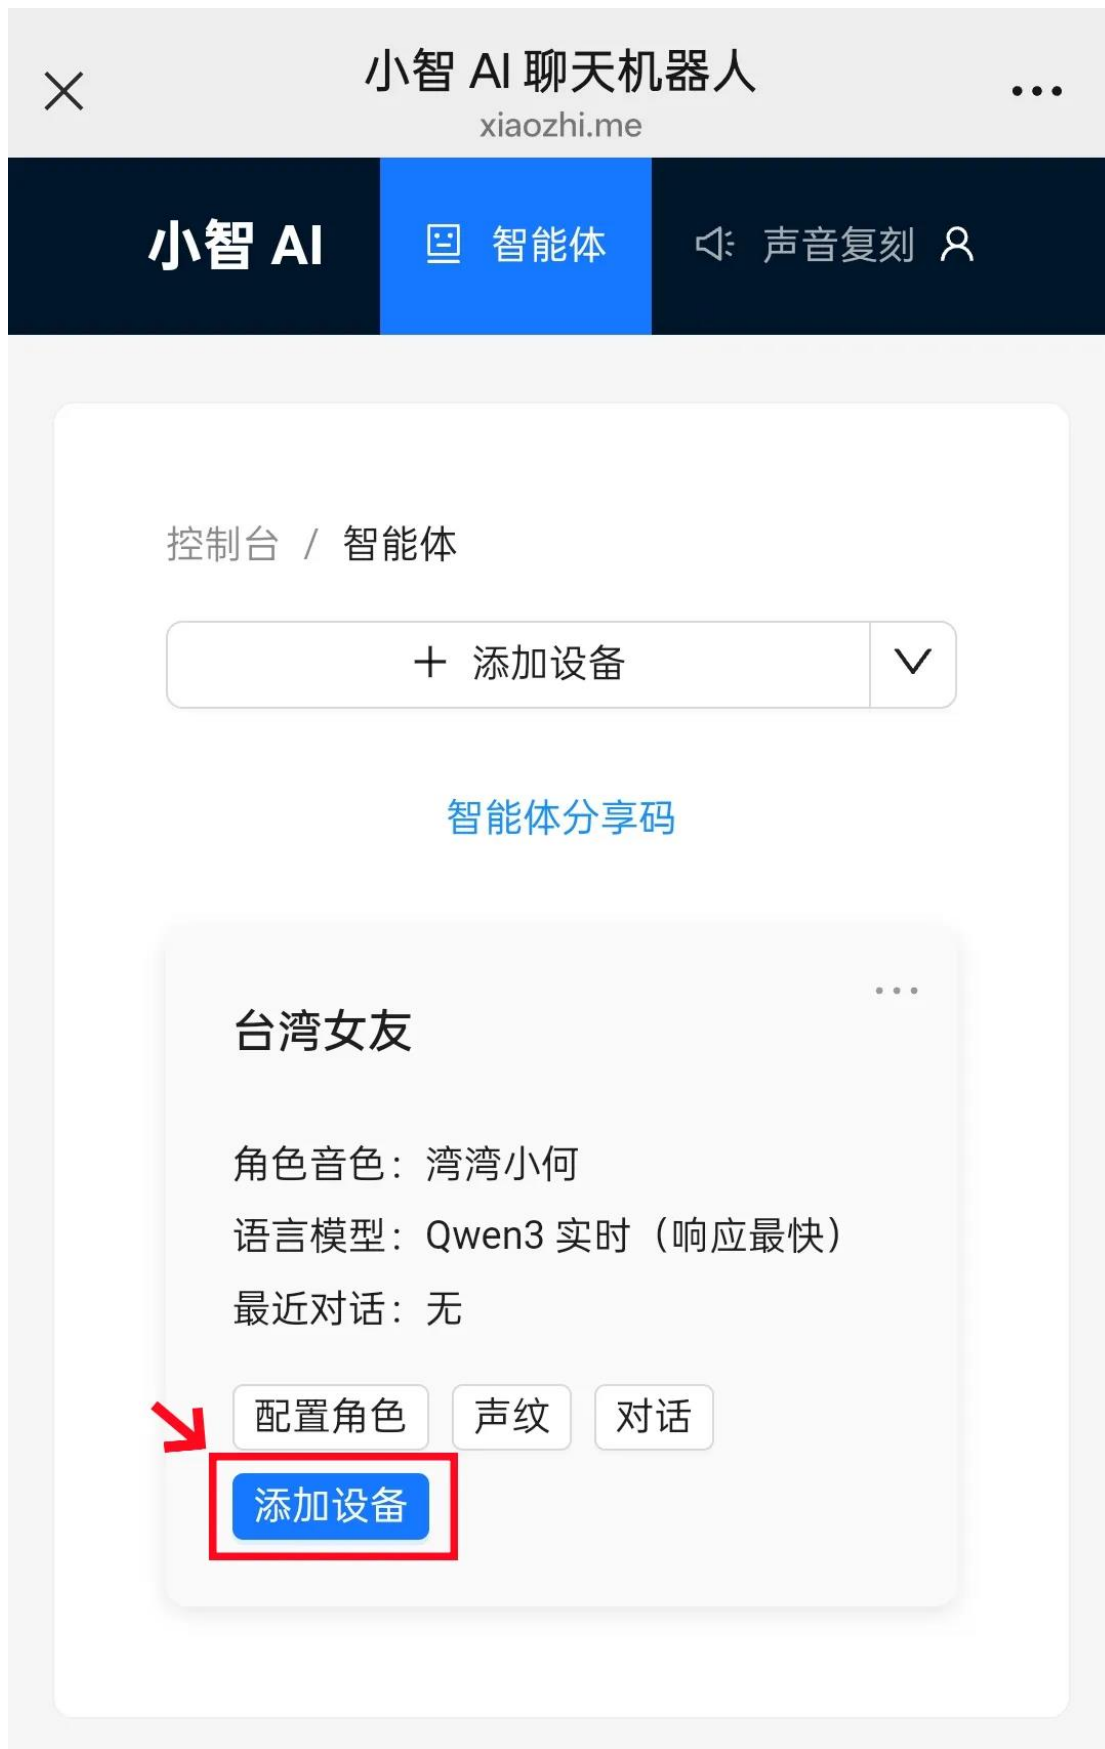 小智 AI 聊天机器人
xiaozhi.me
小智 AI 智能体 声音复刻
控制台 / 智能体
添加设备
智能体分享码
台湾女友
角色音色：湾湾小何
语言模型：Qwen3 实时（响应最快）
最近对话：无
配置角色 声纹 对话
添加设备